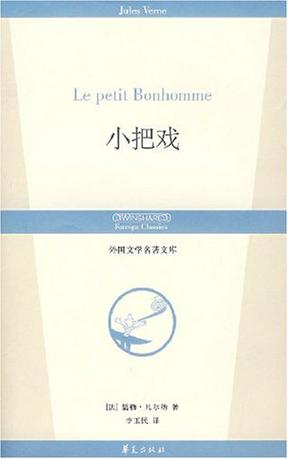 Jules Verne
Le petit Bonhomme
小把戏
WINSHARE
Foreign Classics
外国文学名著文库
[法] 儒勒·凡尔纳 著
李玉民 译
华夏出版社